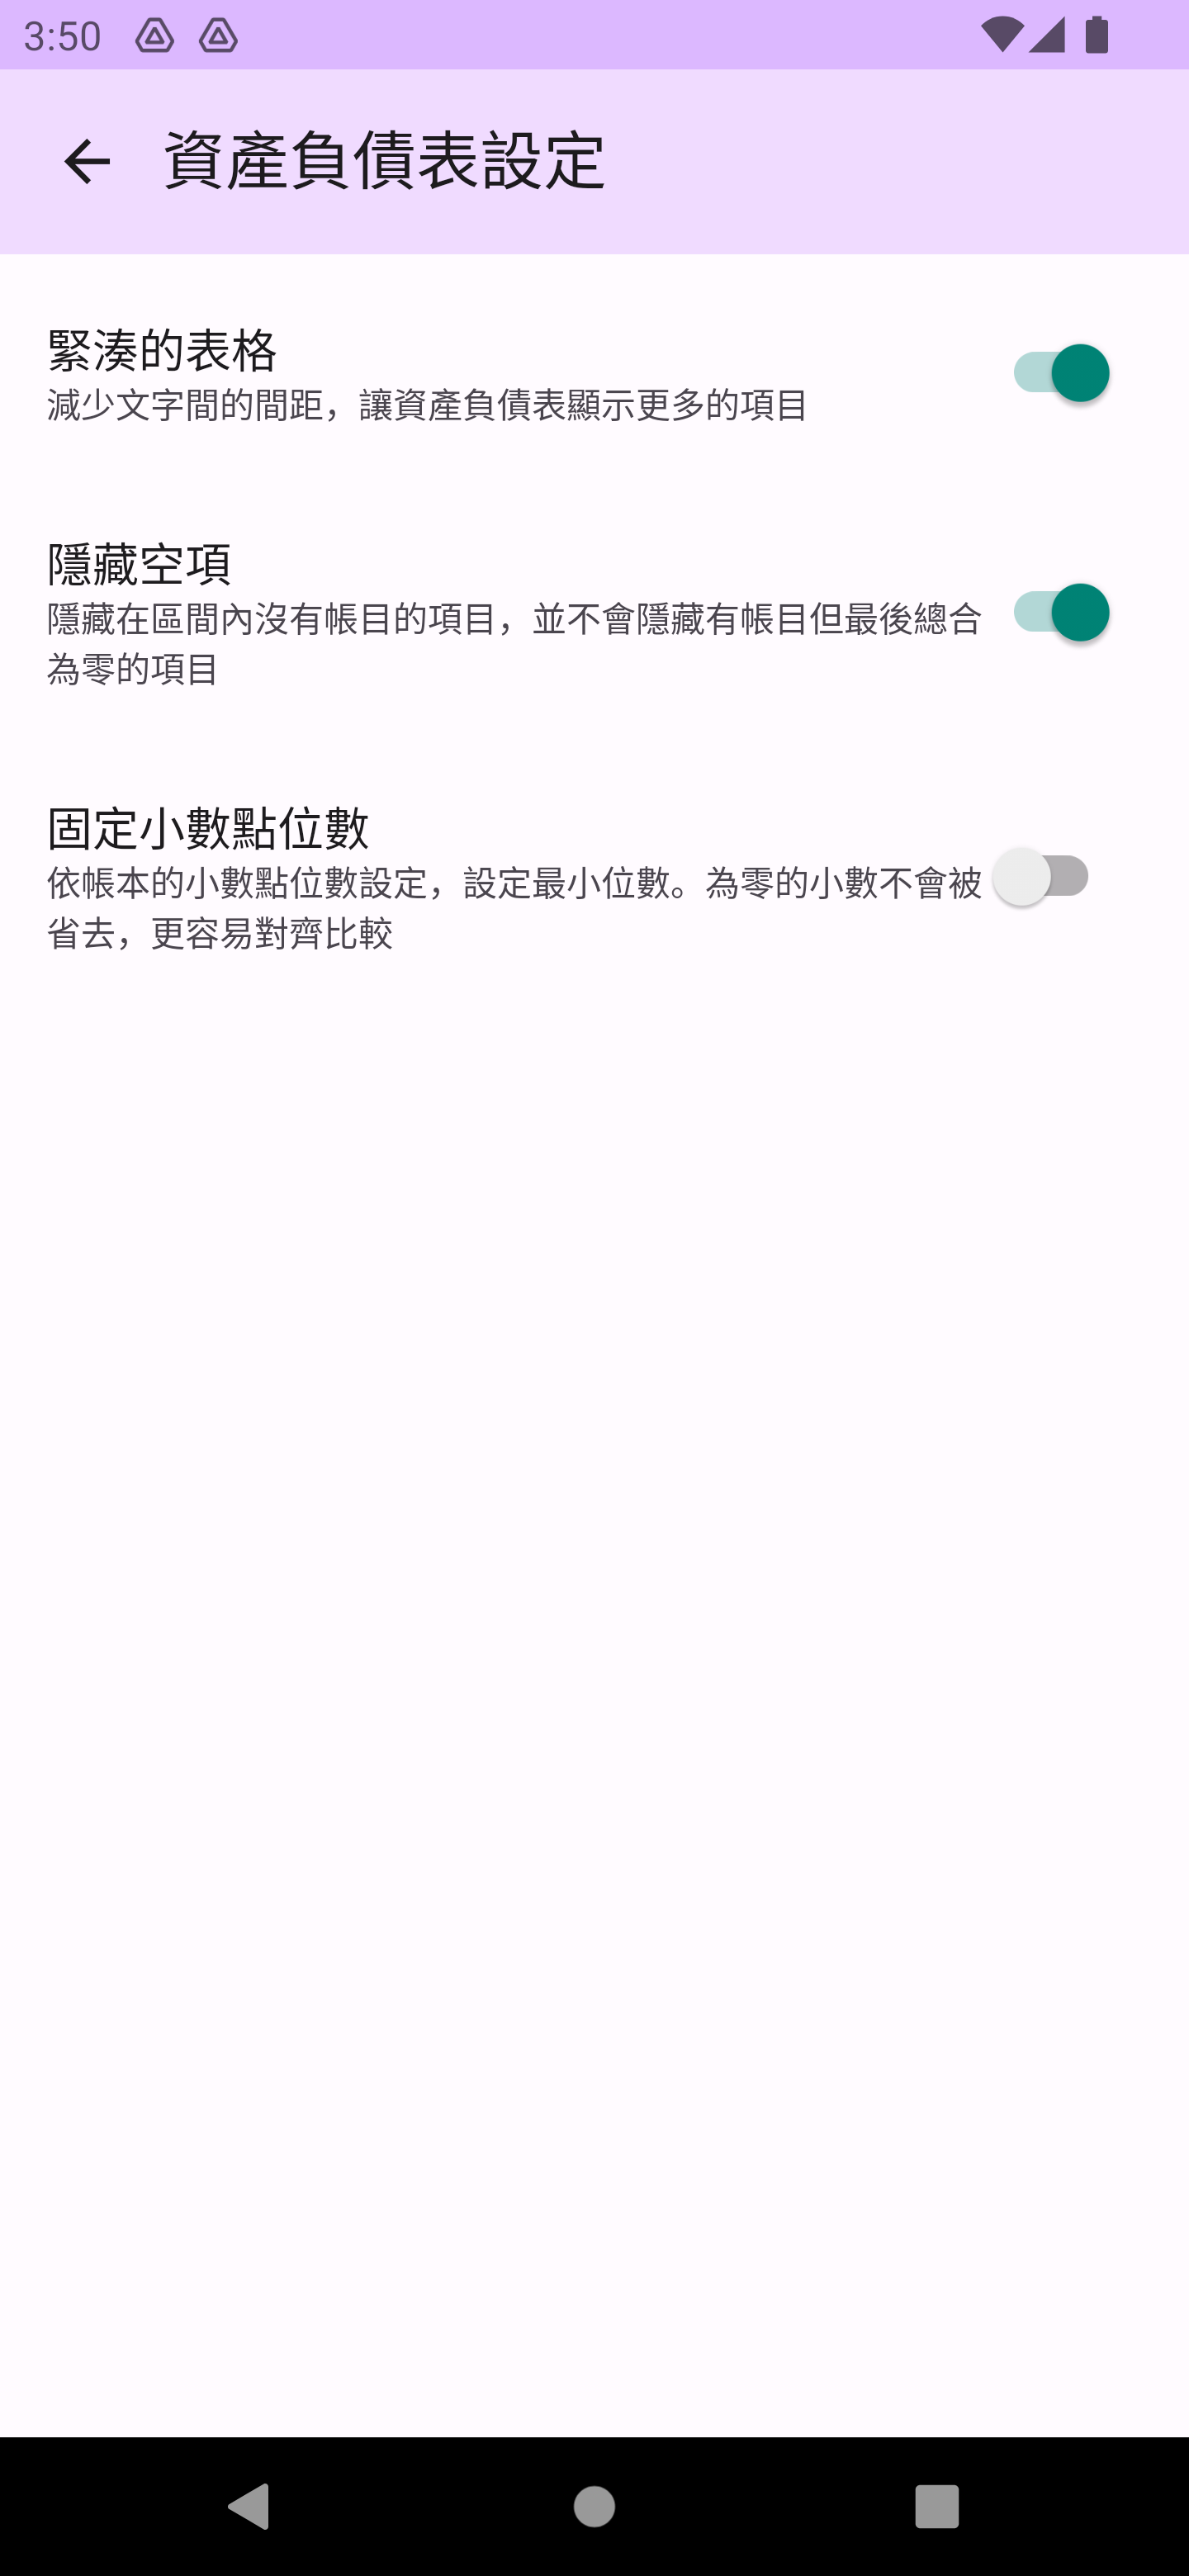 3:50
資產負債表設定
緊湊的表格
減少文字間的間距，讓資產負債表顯示更多的項目
隱藏空項
隱藏在區間內沒有帳目的項目，並不會隱藏有帳目但最後總合
為零的項目
固定小數點位數
依帳本的小數點位數設定，設定最小位數。為零的小數不會被
省去，更容易對齊比較